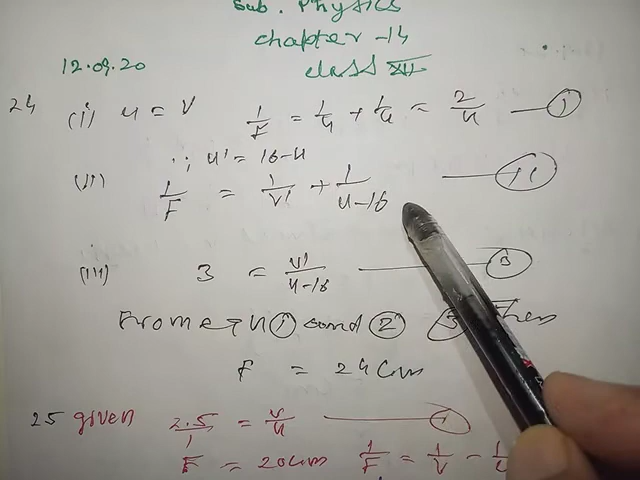 Sub. Physics
chapter -14
12.09.20 class XII
24 (i) u = v 1/F = 1/u + 1/u = 2/u — 1
∵ u' = 16-u
(ii) 1/F = 1/v' + 1/u-16 — 11
(iii) 3 = v'/u-16 — 3
From eqn 1 and 2 3 Then
F = 24 cm
25 given 2.5/1 = v/u — 1
F = 20 cm 1/F = 1/v - 1/u